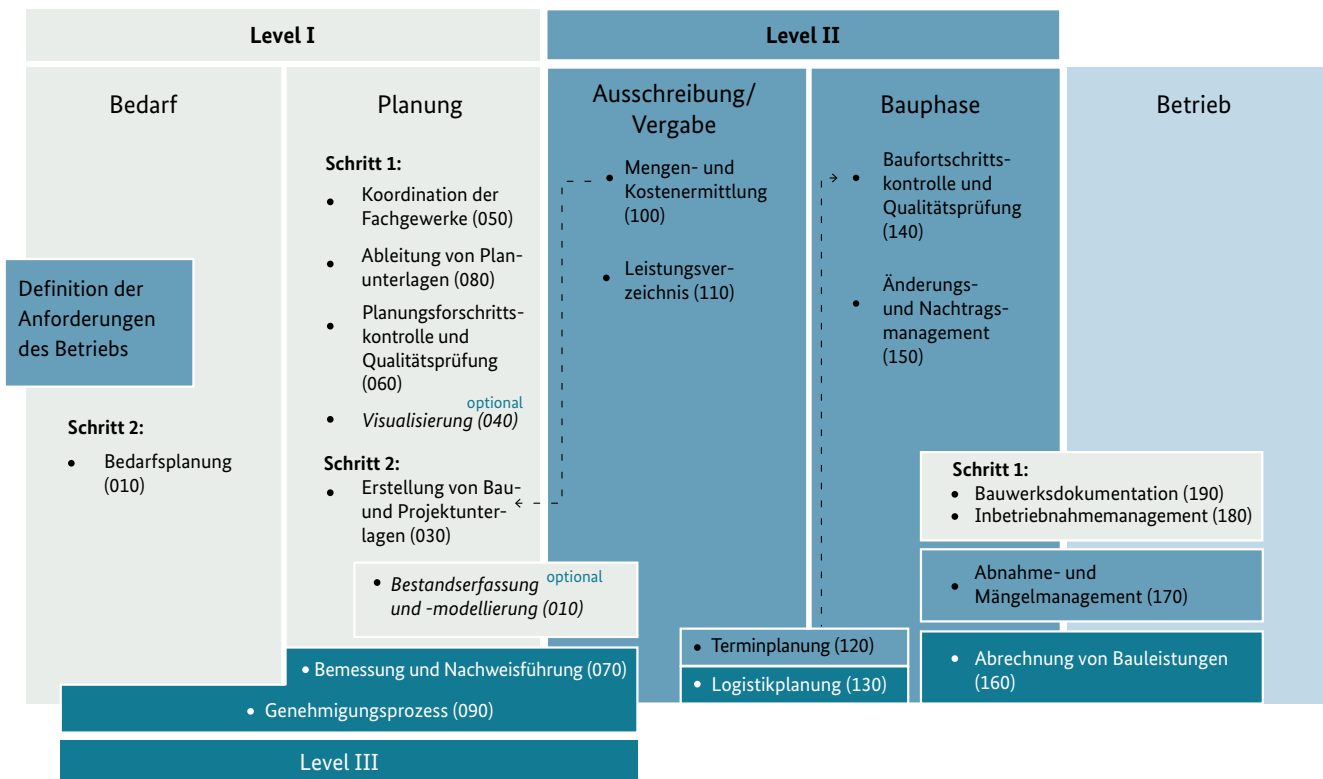 Level I
Level II
Bedarf
Planung
Ausschreibung/
Vergabe
Bauphase
Betrieb
Definition der
Anforderungen
des Betriebs
Schritt 2:
• Bedarfsplanung
(010)
Schritt 1:
• Koordination der
Fachgewerke (050)
• Ableitung von Plan-
unterlagen (080)
• Planungsforschritts-
kontrolle und
Qualitätsprüfung
(060)
optional
• Visualisierung (040)
Schritt 2:
• Erstellung von Bau-
und Projektunter-
lagen (030)
• Bestandserfassung optional
und -modellierung (010)
• Mengen- und
Kostenermittlung
(100)
• Leistungsver-
zeichnis (110)
• Baufortschritts-
kontrolle und
Qualitätsprüfung
(140)
• Änderungs-
und Nachtrags-
management
(150)
Schritt 1:
• Bauwerksdokumentation (190)
• Inbetriebnahmemanagement (180)
• Abnahme- und
Mängelmanagement (170)
• Terminplanung (120)
• Logistikplanung (130)
• Abrechnung von Bauleistungen
(160)
• Bemessung und Nachweisführung (070)
• Genehmigungsprozess (090)
Level III